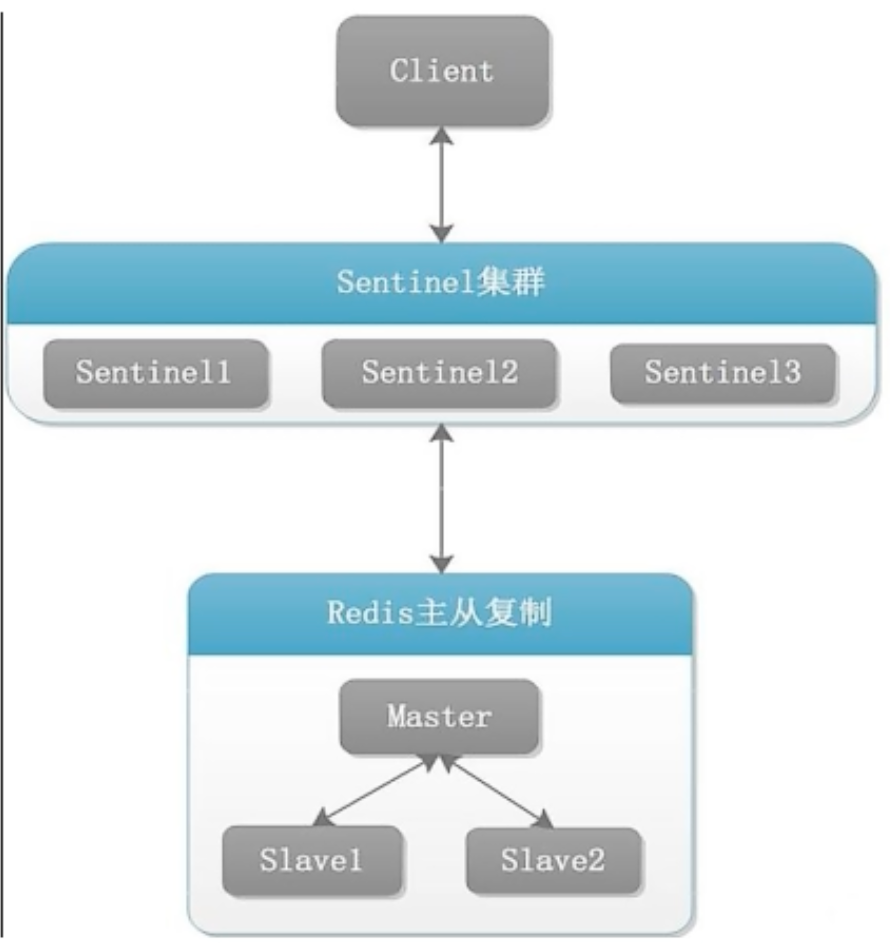 Client
Sentinel集群
Sentinel1 Sentinel2 Sentinel3
Redis主从复制
Master
Slave1 Slave2